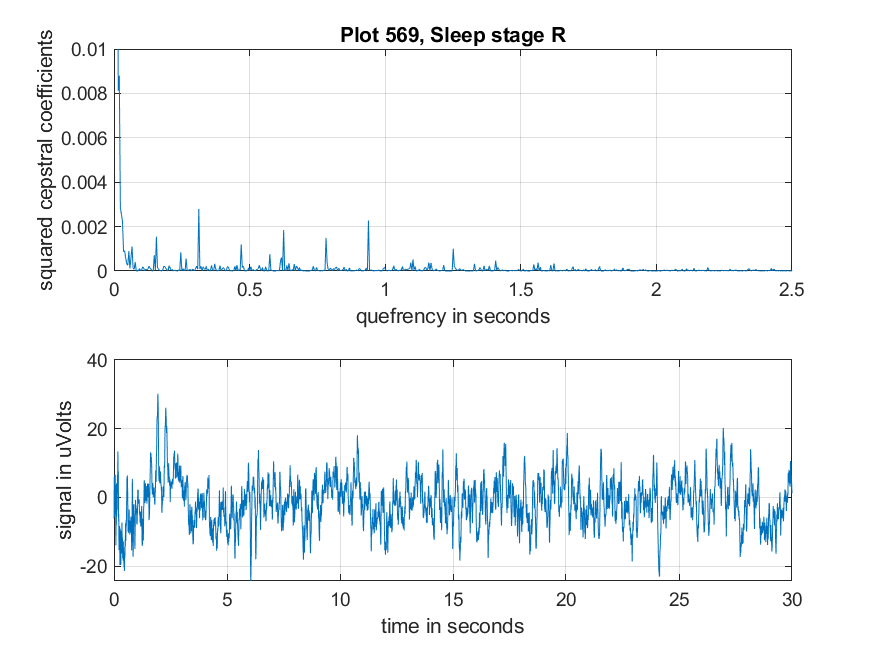 Plot 569, Sleep stage R
squared cepstral coefficients
0.01
0.008
0.006
0.004
0.002
0
0 0.5 1 1.5 2 2.5
quefrency in seconds
signal in uVolts
40
20
0
-20
0 5 10 15 20 25 30
time in seconds